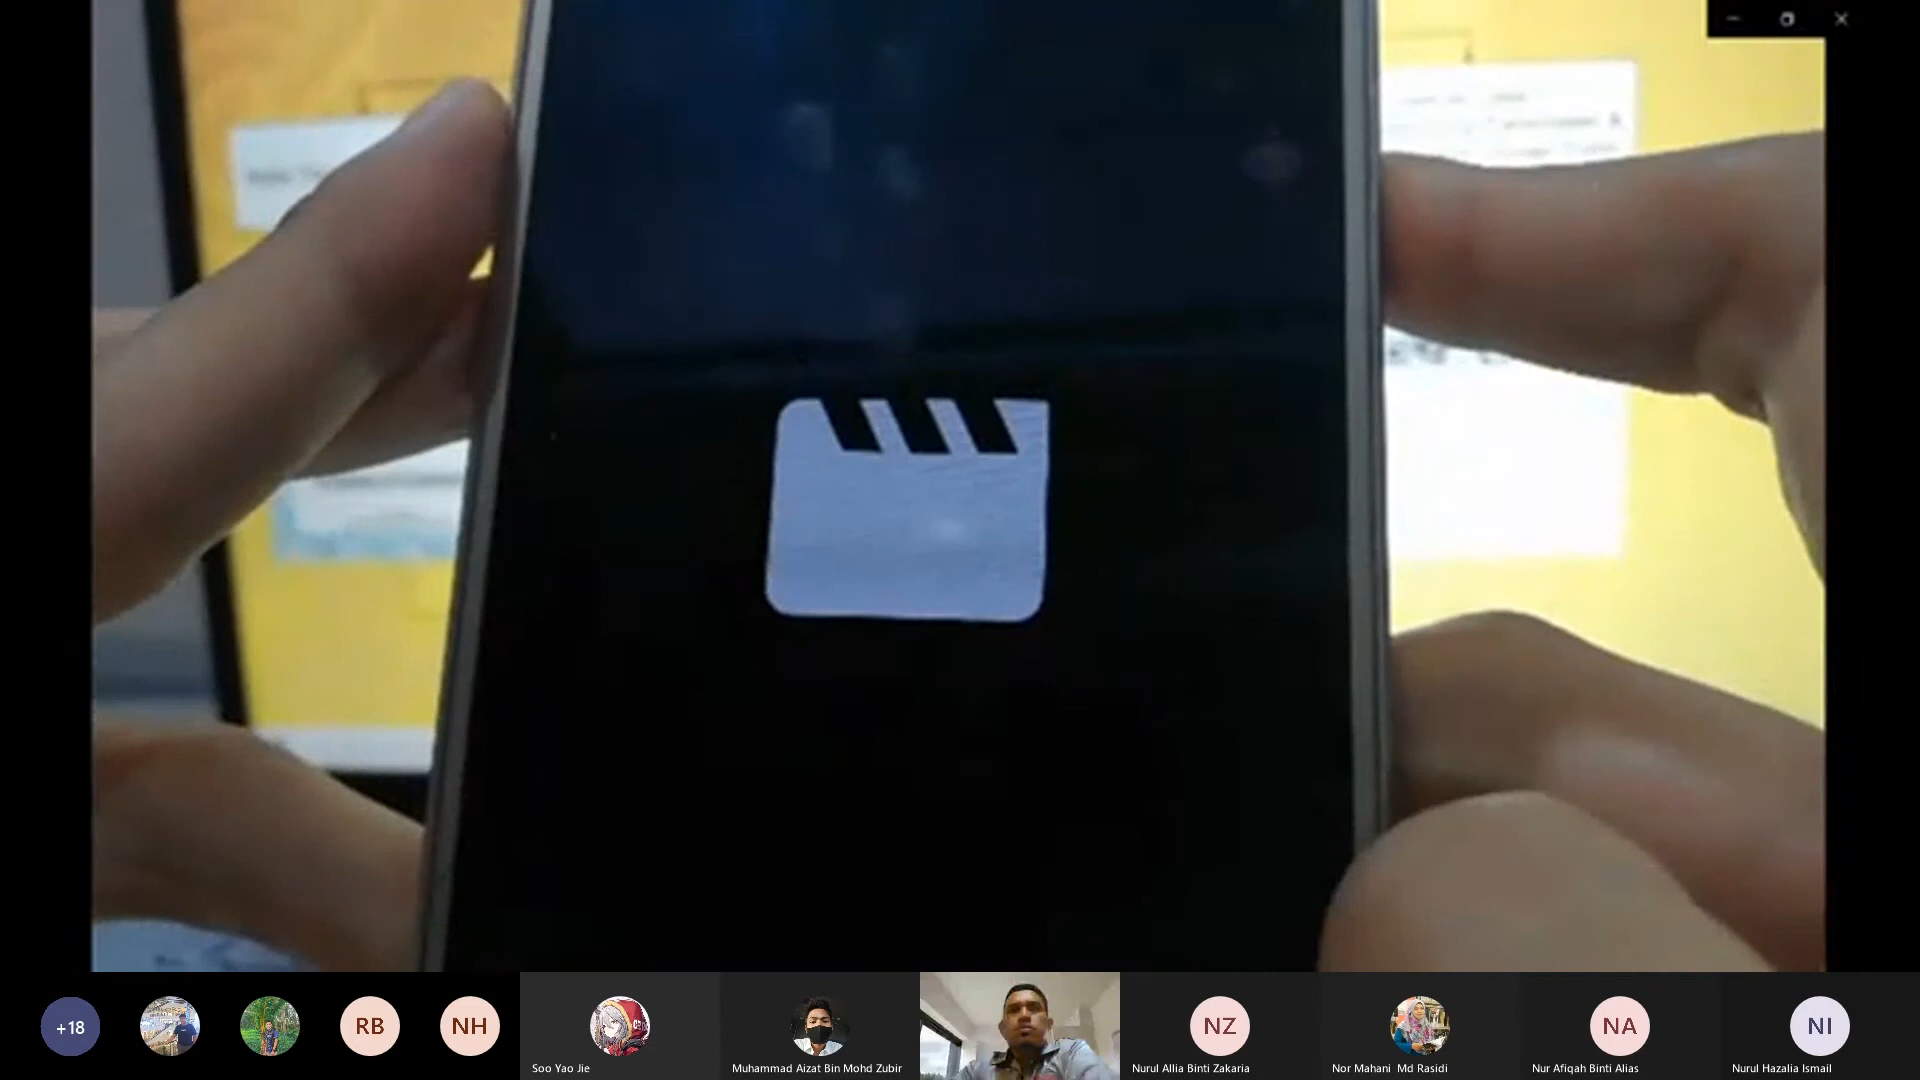 +18
RB
NH
NZ
NA
NI
Soo Yao Jie
Muhammad Aizat Bin Mohd Zubir
Nurul Allia Binti Zakaria
Nor Mahani Md Rasidi
Nur Afiqah Binti Alias
Nurul Hazalia Ismail